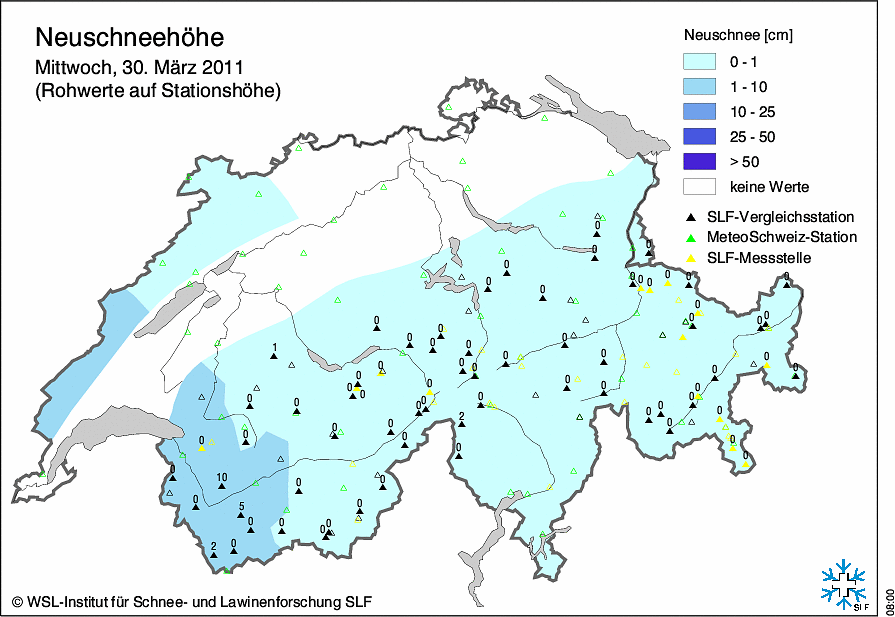 Neuschneehöhe
Mittwoch, 30. März 2011
(Rohwerte auf Stationshöhe)
Neuschnee [cm]
0 - 1
1 - 10
10 - 25
25 - 50
> 50
keine Werte
SLF-Vergleichsstation
MeteoSchweiz-Station
SLF-Messstelle
0
0 0
0
0 0 0 0 0 0
0
0
0
0 0 0
0
0
1 0 0 0
0 0 0 0
0 0
0 0 0 0
0 0 0 0
0 0 0 0 0 0
2 0 0
0 0 0 0
0
0 0
0 10 0 0
0 5 0
0 0 0 0
2 0
© WSL-Institut für Schnee- und Lawinenforschung SLF
SLF
08:00